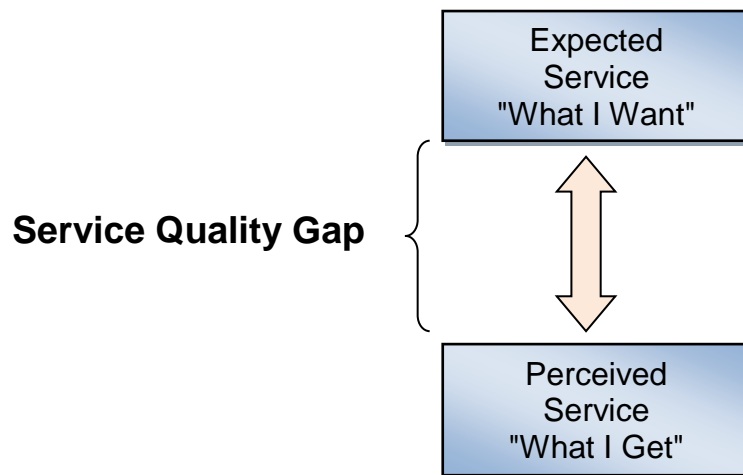 Expected
Service
"What I Want"
Service Quality Gap
Perceived
Service
"What I Get"